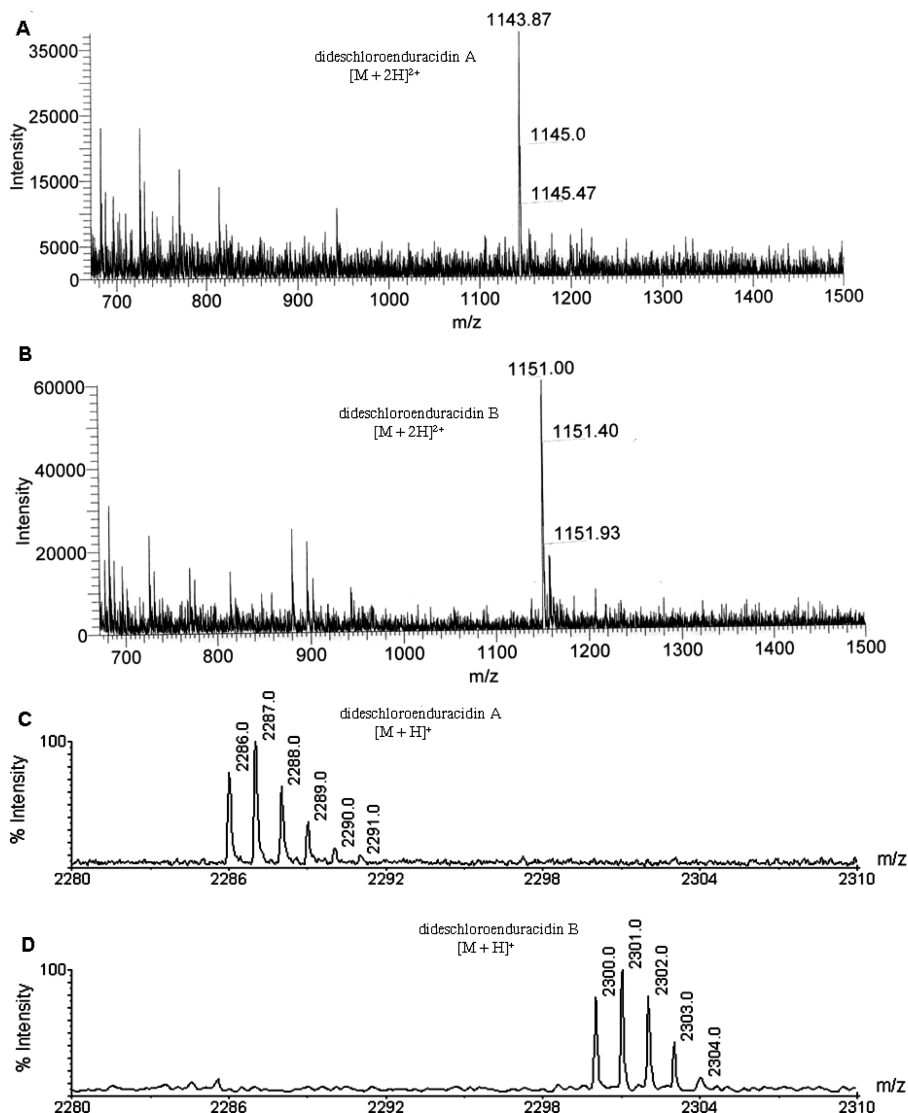 A
1143.87
35000
dideschloroenduracidin A
[M + 2H]²⁺
25000
1145.0
Intensity
15000
1145.47
5000
0
700 800 900 1000 1100 1200 1300 1400 1500
m/z
B
1151.00
60000
dideschloroenduracidin B
[M + 2H]²⁺
1151.40
40000
Intensity
1151.93
20000
0
700 800 900 1000 1100 1200 1300 1400 1500
m/z
C
dideschloroenduracidin A
[M + H]⁺
2286.0 2287.0 2288.0 2289.0 2290.0 2291.0
100
% Intensity
m/z
2280 2286 2292 2298 2304 2310
D
dideschloroenduracidin B
[M + H]⁺
2300.0 2301.0 2302.0 2303.0 2304.0
100
% Intensity
m/z
2280 2286 2292 2298 2304 2310